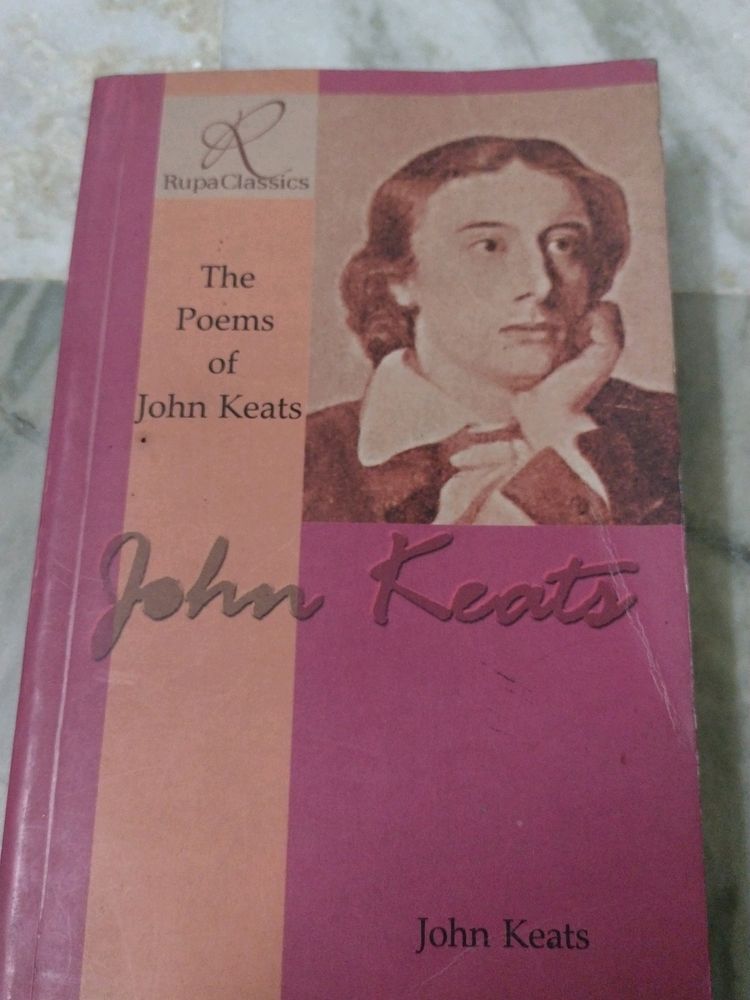 R
RupaClassics
The
Poems
of
John Keats
John Keats
John Keats